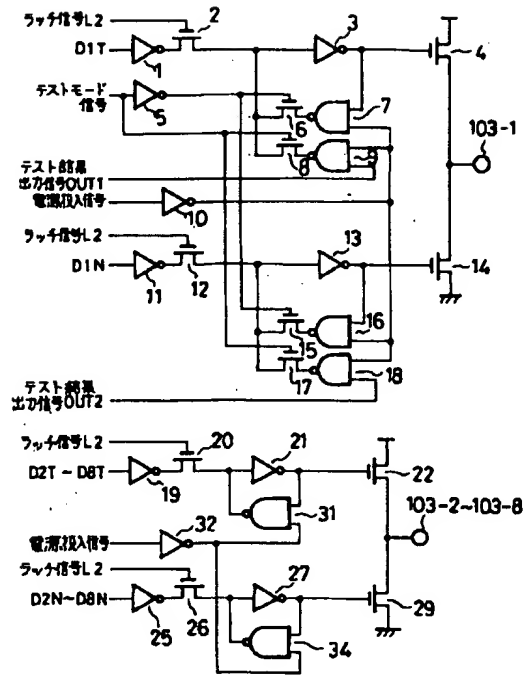 ラッチ信号L2
2
3
D1T
1
4
テストモード
信号
5
6
7
103-1
8
9
テスト結果
出力信号OUT1
電源投入信号
10
ラッチ信号L2
13
D1N
11
12
14
15
16
17
18
テスト結果
出力信号OUT2
ラッチ信号L2
20
21
D2T~D8T
19
22
31
103-2~103-8
32
電源投入信号
ラッチ信号L2
27
D2N~D8N
25
26
29
34